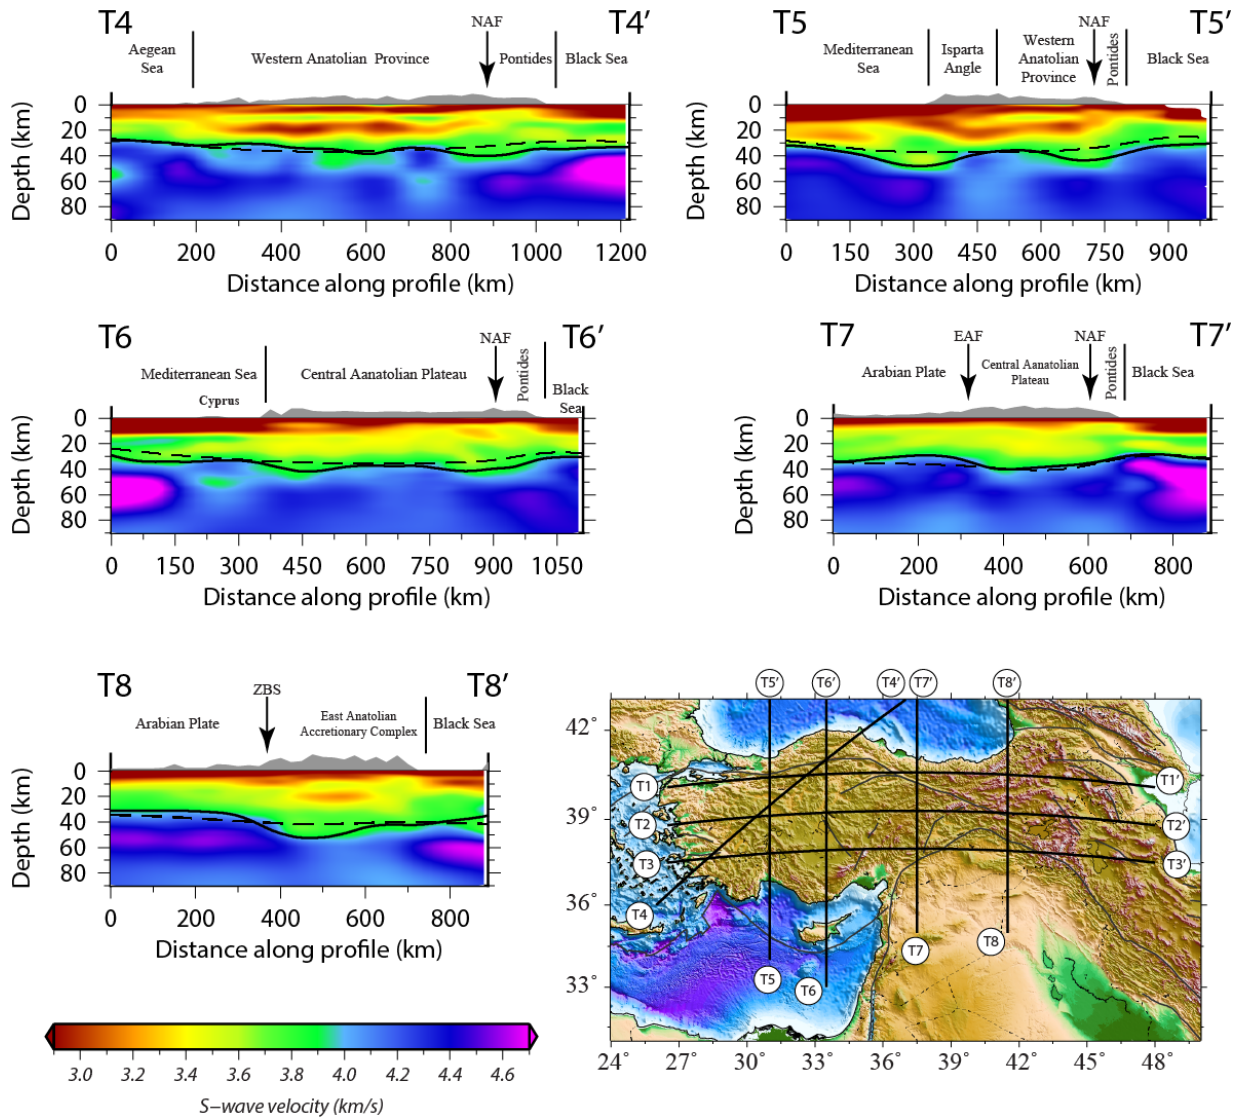 T4
T4′
Aegean
Sea
Western Anatolian Province
NAF
Pontides
Black Sea
Depth (km)
0
20
40
60
80
0 200 400 600 800 1000 1200
Distance along profile (km)
T5
T5′
Mediterranean
Sea
Isparta
Angle
Western
Anatolian
Province
NAF
Pontides
Black Sea
Depth (km)
0
20
40
60
80
0 150 300 450 600 750 900
Distance along profile (km)
T6
T6′
Mediterranean Sea
Cyprus
Central Aanatolian Plateau
NAF
Pontides
Black
Sea
Depth (km)
0
20
40
60
80
0 150 300 450 600 750 900 1050
Distance along profile (km)
T7
T7′
Arabian Plate
EAF
Central Aanatolian
Plateau
NAF
Pontides
Black Sea
Depth (km)
0
20
40
60
80
0 200 400 600 800
Distance along profile (km)
T8
T8′
Arabian Plate
ZBS
East Anatolian
Accretionary Complex
Black Sea
Depth (km)
0
20
40
60
80
0 200 400 600 800
Distance along profile (km)
T5′ T6′ T4′ T7′ T8′
42°
39°
36°
33°
T1 T1′
T2 T2′
T3 T3′
T4
T5 T6 T7 T8
24 27 30 33 36 39 42 45 48
3.0 3.2 3.4 3.6 3.8 4.0 4.2 4.4 4.6
S−wave velocity (km/s)